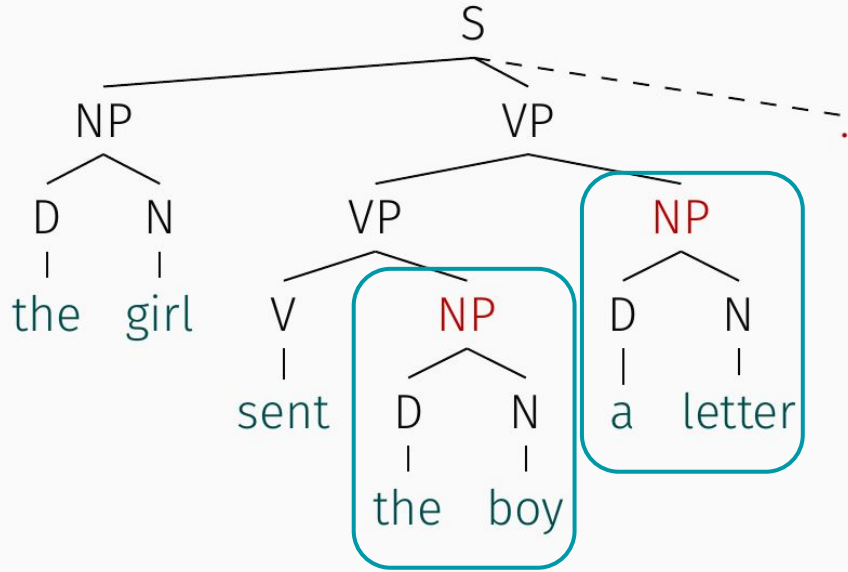 S
NP VP .
D N VP NP
the girl V NP D N
sent D N a letter
the boy